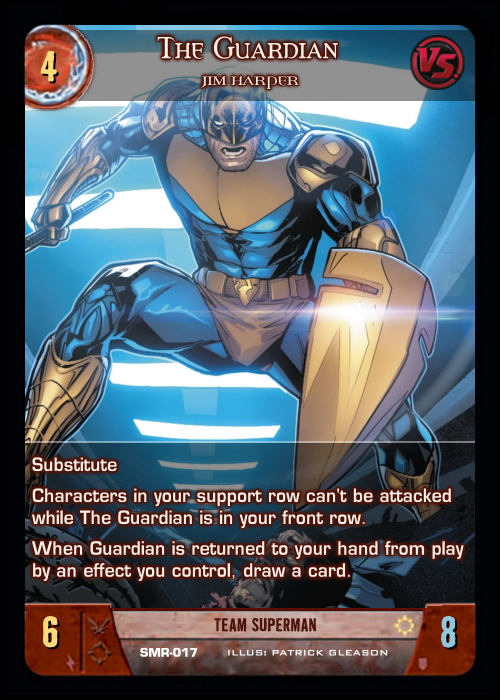 4
The Guardian
Jim Harper
VS
Substitute
Characters in your support row can't be attacked
while The Guardian is in your front row.
When Guardian is returned to your hand from play
by an effect you control, draw a card.
6
TEAM SUPERMAN
8
SMR-017 ILLUS: PATRICK GLEASON